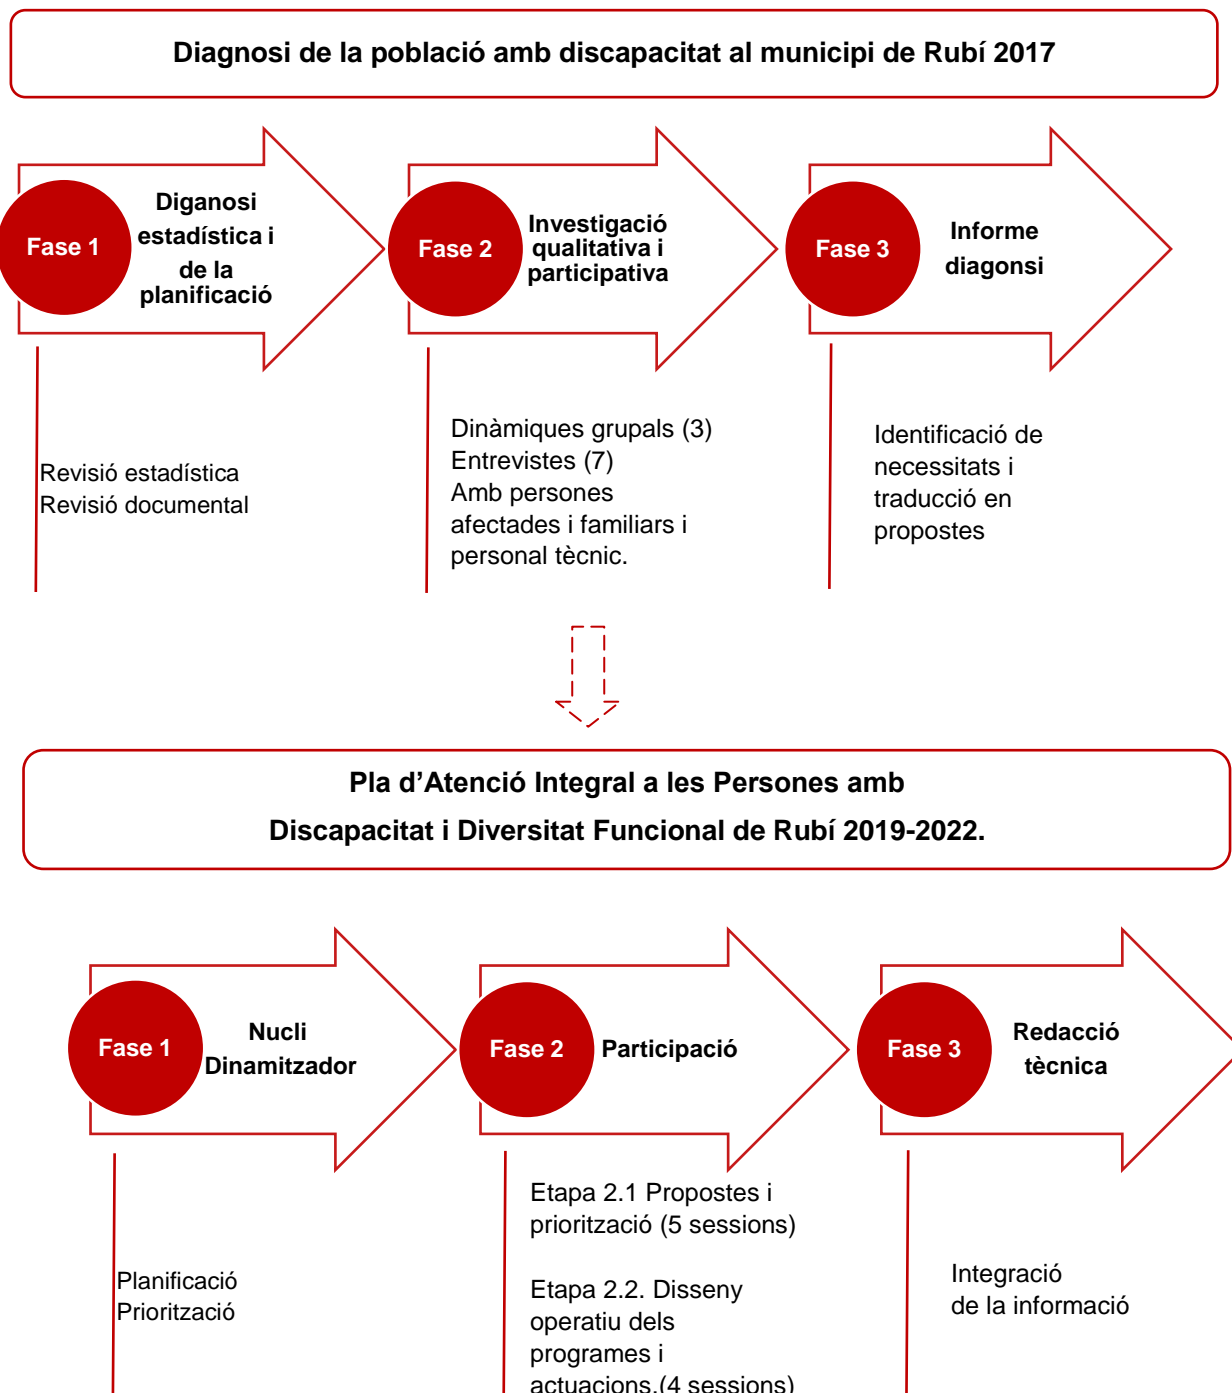 Diagnosi de la població amb discapacitat al municipi de Rubí 2017
Fase 1
Diganosi
estadística i
de la
planificació
Fase 2
Investigació
qualitativa i
participativa
Fase 3
Informe
diagonsi
Revisió estadística
Revisió documental
Dinàmiques grupals (3)
Entrevistes (7)
Amb persones
afectades i familiars i
personal tècnic.
Identificació de
necessitats i
traducció en
propostes
Pla d’Atenció Integral a les Persones amb
Discapacitat i Diversitat Funcional de Rubí 2019-2022.
Fase 1
Nucli
Dinamitzador
Fase 2
Participació
Fase 3
Redacció
tècnica
Planificació
Priorització
Etapa 2.1 Propostes i
priorització (5 sessions)
Etapa 2.2. Disseny
operatiu dels
programes i
actuacions.(4 sessions)
Integració
de la informació